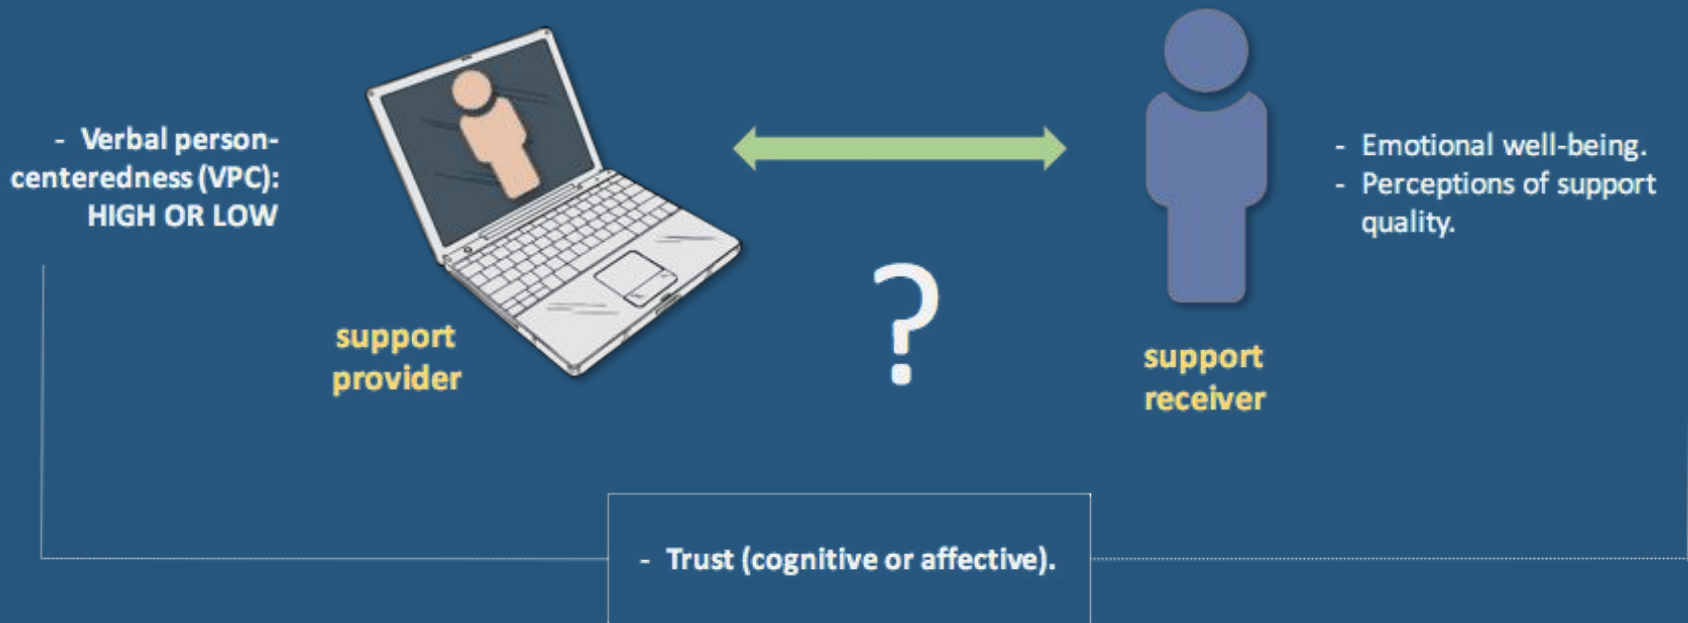 - Verbal person-
centeredness (VPC):
HIGH OR LOW
support
provider
?
support
receiver
- Emotional well-being.
- Perceptions of support
quality.
- Trust (cognitive or affective).